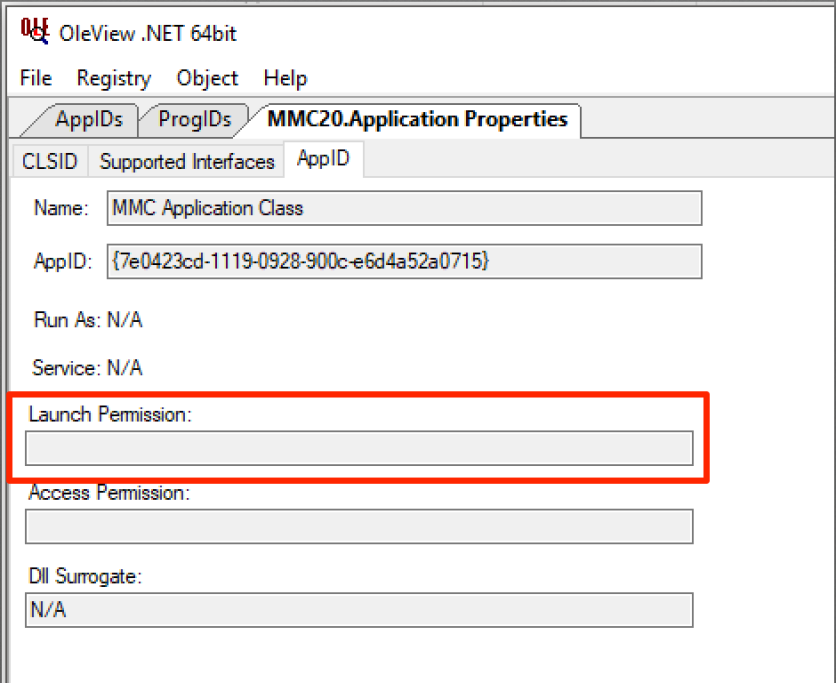 OleView .NET 64bit
File Registry Object Help
AppIDs ProgIDs MMC20.Application Properties
CLSID Supported Interfaces AppID
Name: MMC Application Class
AppID: {7e0423cd-1119-0928-900c-e6d4a52a0715}
Run As: N/A
Service: N/A
Launch Permission:
Access Permission:
Dll Surrogate:
N/A